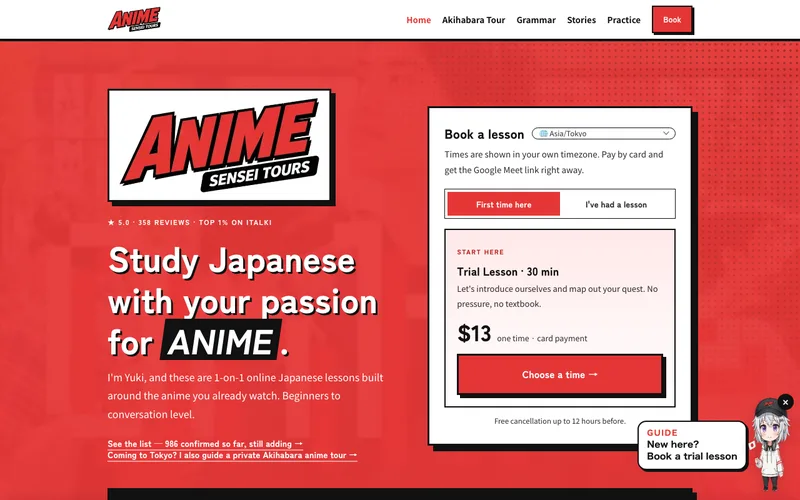 ANIME
SENSEI TOURS
Home
Akihabara Tour
Grammar
Stories
Practice
Book
ANIME
SENSEI TOURS
★ 5.0 · 358 REVIEWS · TOP 1% ON ITALKI
Study Japanese
with your passion
for ANIME.
I'm Yuki, and these are 1-on-1 online Japanese lessons built
around the anime you already watch. Beginners to
conversation level.
See the list — 986 confirmed so far, still adding →
Coming to Tokyo? I also guide a private Akihabara anime tour →
Book a lesson
Asia/Tokyo
Times are shown in your own timezone. Pay by card and
get the Google Meet link right away.
First time here
I've had a lesson
START HERE
Trial Lesson · 30 min
Let's introduce ourselves and map out your quest. No
pressure, no textbook.
$13 one time · card payment
Choose a time →
Free cancellation up to 12 hours before.
GUIDE
New here?
Book a trial lesson
×